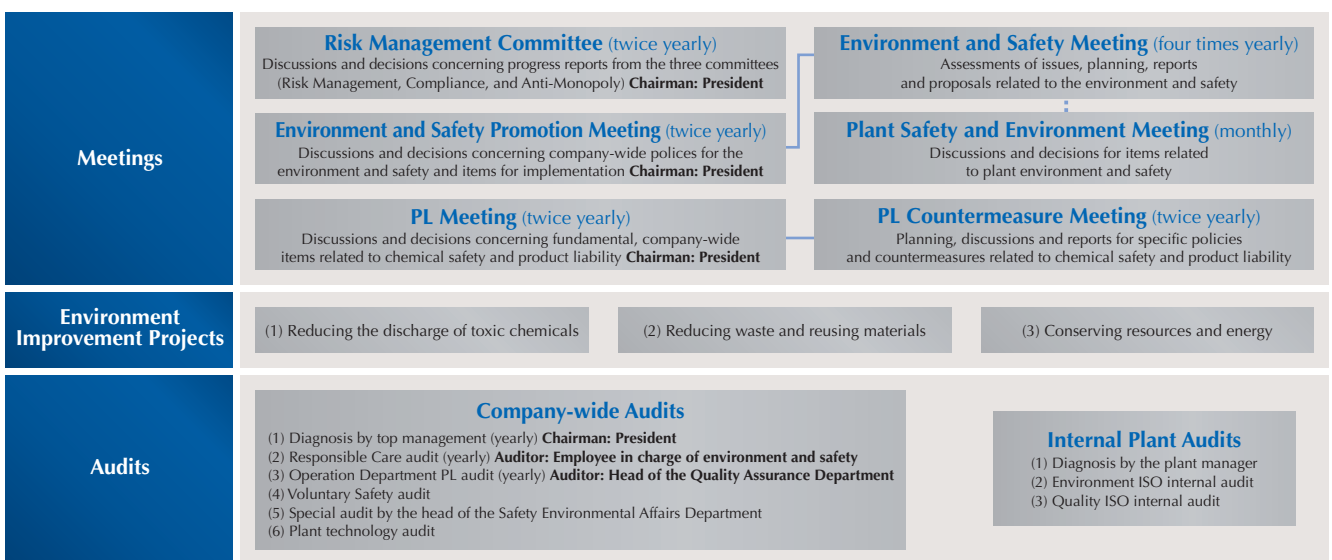 Meetings
Risk Management Committee (twice yearly)
Discussions and decisions concerning progress reports from the three committees
(Risk Management, Compliance, and Anti-Monopoly) Chairman: President
Environment and Safety Promotion Meeting (twice yearly)
Discussions and decisions concerning company-wide polices for the
environment and safety and items for implementation Chairman: President
PL Meeting (twice yearly)
Discussions and decisions concerning fundamental, company-wide
items related to chemical safety and product liability Chairman: President
Environment and Safety Meeting (four times yearly)
Assessments of issues, planning, reports
and proposals related to the environment and safety
Plant Safety and Environment Meeting (monthly)
Discussions and decisions for items related
to plant environment and safety
PL Countermeasure Meeting (twice yearly)
Planning, discussions and reports for specific policies
and countermeasures related to chemical safety and product liability
Environment
Improvement Projects
(1) Reducing the discharge of toxic chemicals
(2) Reducing waste and reusing materials
(3) Conserving resources and energy
Audits
Company-wide Audits
(1) Diagnosis by top management (yearly) Chairman: President
(2) Responsible Care audit (yearly) Auditor: Employee in charge of environment and safety
(3) Operation Department PL audit (yearly) Auditor: Head of the Quality Assurance Department
(4) Voluntary Safety audit
(5) Special audit by the head of the Safety Environmental Affairs Department
(6) Plant technology audit
Internal Plant Audits
(1) Diagnosis by the plant manager
(2) Environment ISO internal audit
(3) Quality ISO internal audit